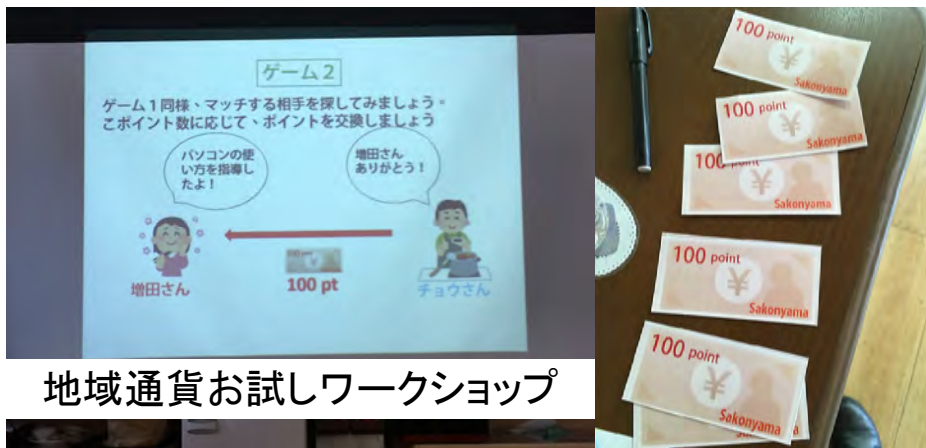 ゲーム2
ゲーム1同様、マッチする相手を探してみましょう。
こポイント数に応じて、ポイントを交換しましょう
パソコンの使
い方を指導し
たよ！
増田さん
ありがとう！
増田さん
100 pt
チョウさん
地域通貨お試しワークショップ
100 point
Sakonyama
100 point
Sakonyama
100 point
Sakonyama
100 point
Sakonyama
100 point
Sakonyama